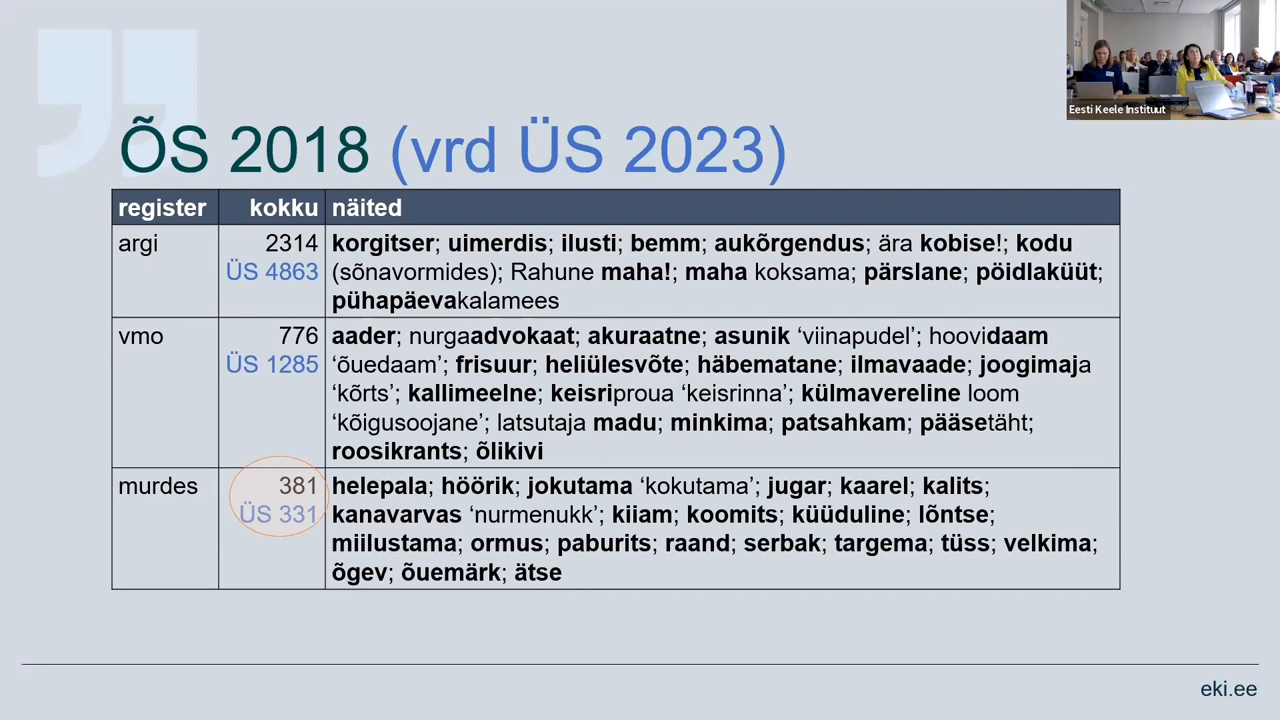 Eesti Keele Instituut
ÕS 2018 (vrd ÜS 2023)
register kokku näited
argi 2314 korgitser; uimerdis; ilusti; bemm; aukõrgendus; ära kobise!; kodu
ÜS 4863 (sõnavormides); Rahune maha!; maha koksama; pärslane; pöidlaküüt;
pühapäevakalamees
vmo 776 aader; nurgaadvokaat; akuraatne; asunik ‘viinapudel’; hoovidaam
ÜS 1285 ‘õuedaam’; frisuur; heliülesvõte; häbematane; ilmavaade; joogimaja
‘kõrts’; kallimeelne; keisriproua ‘keisrinna’; külmavereline loom
‘kõigusoojane’; latsutaja madu; minkima; patsahkam; pääsetäht;
roosikrants; õlikivi
murdes 381 helepala; höörik; jokutama ‘kokutama’; jugar; kaarel; kalits;
ÜS 331 kanavarvas ‘nurmenukk’; kiiam; koomits; küüduline; lõntse;
miilustama; ormus; paburits; raand; serbak; targema; tüss; velkima;
õgev; õuemärk; ätse
eki.ee